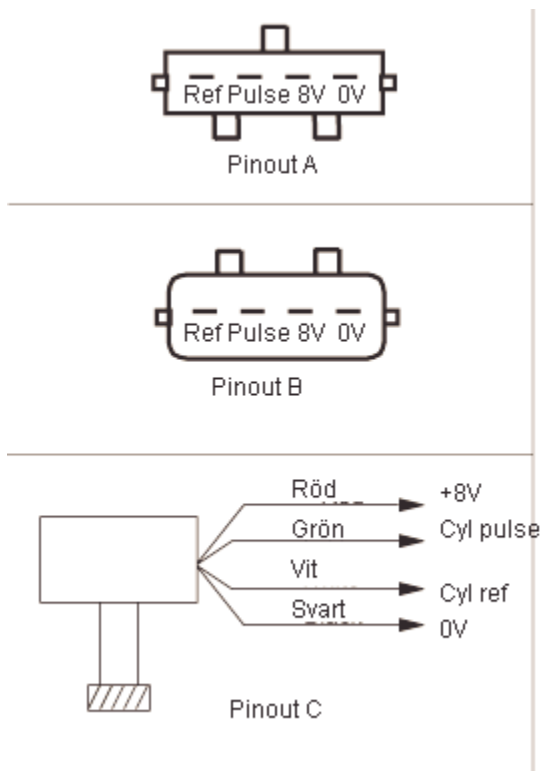 Ref Pulse 8V 0V
Pinout A
Ref Pulse 8V 0V
Pinout B
Röd +8V
Grön Cyl pulse
Vit Cyl ref
Svart 0V
Pinout C